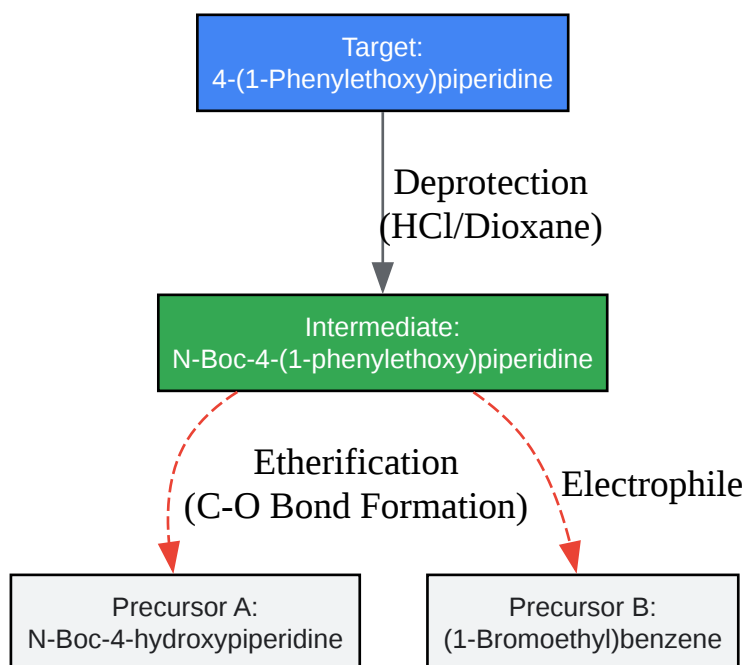 Target:
4-(1-Phenylethoxy)piperidine
Deprotection
(HCl/Dioxane)
Intermediate:
N-Boc-4-(1-phenylethoxy)piperidine
Etherification
(C-O Bond Formation)
Electrophile
Precursor A:
N-Boc-4-hydroxypiperidine
Precursor B:
(1-Bromoethyl)benzene